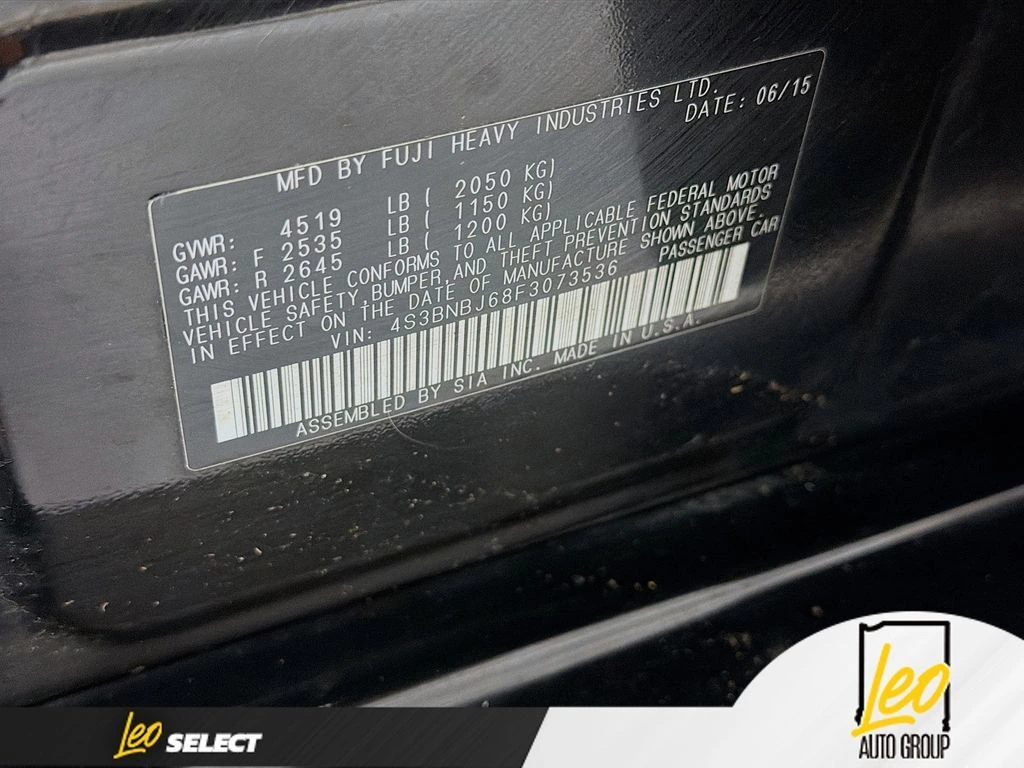 MFD BY FUJI HEAVY INDUSTRIES LTD.
DATE: 06/15
GVWR: 4519 LB ( 2050 KG)
GAWR: F 2535 LB ( 1150 KG)
GAWR: R 2645 LB ( 1200 KG)
THIS VEHICLE CONFORMS TO ALL APPLICABLE FEDERAL MOTOR
VEHICLE SAFETY,BUMPER,AND THEFT PREVENTION STANDARDS
IN EFFECT ON THE DATE OF MANUFACTURE SHOWN ABOVE.
VIN: 4S3BNBJ68F3073536 PASSENGER CAR
ASSEMBLED BY SIA INC. MADE IN U.S.A.
Leo SELECT
Leo
AUTO GROUP